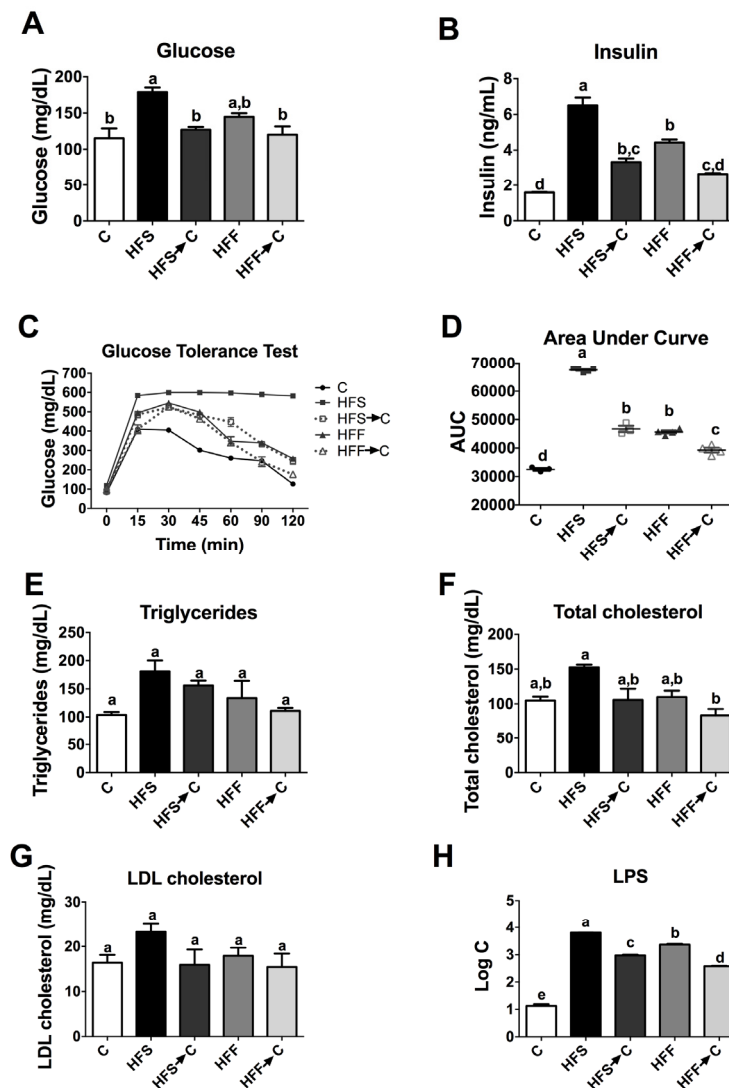 A
Glucose
Glucose (mg/dL)
200
150
100
50
0
b
a
b
a,b
b
C
HFS
HFS➔C
HFF
HFF➔C
B
Insulin
Insulin (ng/mL)
8
6
4
2
0
d
a
b,c
b
c,d
C
HFS
HFS➔C
HFF
HFF➔C
C
Glucose Tolerance Test
Glucose (mg/dL)
700
600
500
400
300
200
100
0
0
15
30
45
60
90
120
Time (min)
C
HFS
HFS➔C
HFF
HFF➔C
D
Area Under Curve
AUC
70000
60000
50000
40000
30000
20000
d
a
b
b
c
C
HFS
HFS➔C
HFF
HFF➔C
E
Triglycerides
Triglycerides (mg/dL)
250
200
150
100
50
0
a
a
a
a
a
C
HFS
HFS➔C
HFF
HFF➔C
F
Total cholesterol
Total cholesterol (mg/dL)
200
150
100
50
0
a,b
a
a,b
a,b
b
C
HFS
HFS➔C
HFF
HFF➔C
G
LDL cholesterol
LDL cholesterol (mg/dL)
30
20
10
0
a
a
a
a
a
C
HFS
HFS➔C
HFF
HFF➔C
H
LPS
Log C
5
4
3
2
1
0
e
a
c
b
d
C
HFS
HFS➔C
HFF
HFF➔C